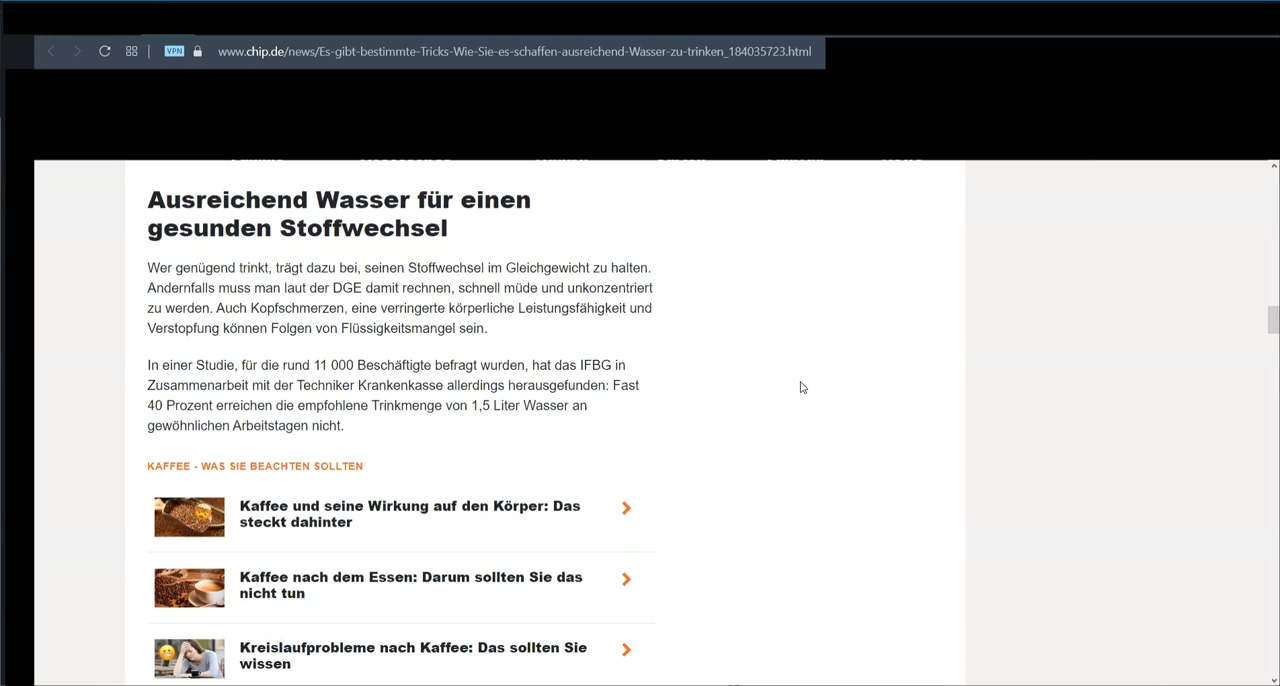 VPN
www.chip.de/news/Es-gibt-bestimmte-Tricks-Wie-Sie-es-schaffen-ausreichend-Wasser-zu-trinken_184035723.html
Ausreichend Wasser für einen
gesunden Stoffwechsel
Wer genügend trinkt, trägt dazu bei, seinen Stoffwechsel im Gleichgewicht zu halten.
Andernfalls muss man laut der DGE damit rechnen, schnell müde und unkonzentriert
zu werden. Auch Kopfschmerzen, eine verringerte körperliche Leistungsfähigkeit und
Verstopfung können Folgen von Flüssigkeitsmangel sein.
In einer Studie, für die rund 11 000 Beschäftigte befragt wurden, hat das IFBG in
Zusammenarbeit mit der Techniker Krankenkasse allerdings herausgefunden: Fast
40 Prozent erreichen die empfohlene Trinkmenge von 1,5 Liter Wasser an
gewöhnlichen Arbeitstagen nicht.
KAFFEE - WAS SIE BEACHTEN SOLLTEN
Kaffee und seine Wirkung auf den Körper: Das
steckt dahinter
Kaffee nach dem Essen: Darum sollten Sie das
nicht tun
Kreislaufprobleme nach Kaffee: Das sollten Sie
wissen